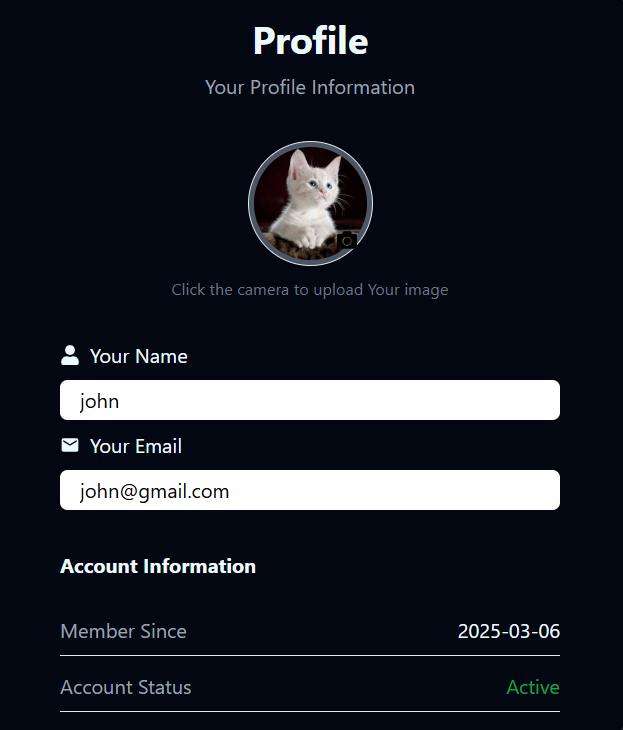 Profile
Your Profile Information
Click the camera to upload Your image
Your Name
john
Your Email
john@gmail.com
Account Information
Member Since 2025-03-06
Account Status Active